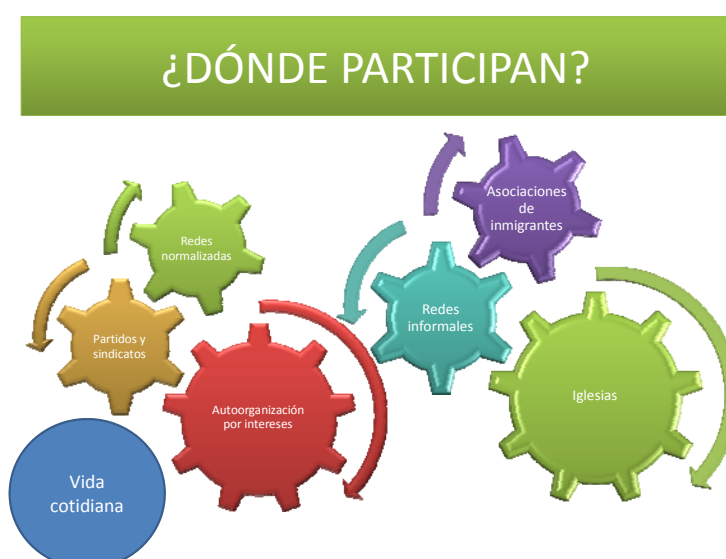 ¿DÓNDE PARTICIPAN?
Asociaciones
de
inmigrantes
Redes
normalizadas
Redes
informales
Partidos y
sindicatos
Iglesias
Autoorganización
por intereses
Vida
cotidiana